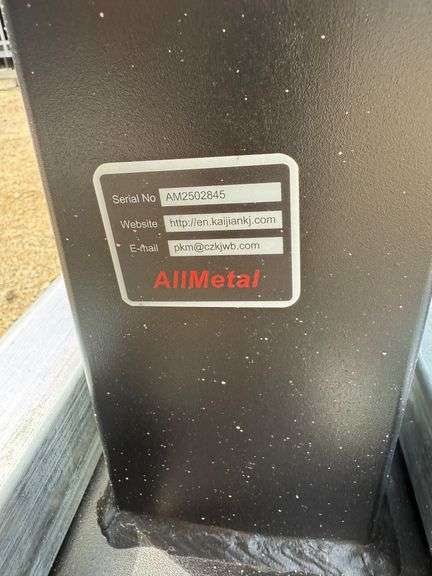 Serial No AM2502845
Website http://en.kaijiankj.com
E-mail pkm@czkjwb.com
AllMetal